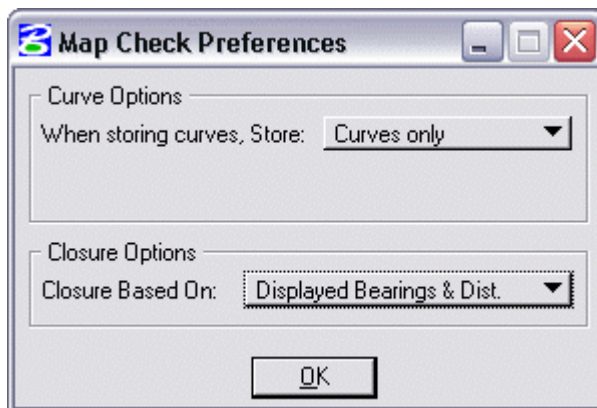 Map Check Preferences
Curve Options
When storing curves, Store: Curves only
Closure Options
Closure Based On: Displayed Bearings & Dist.
OK